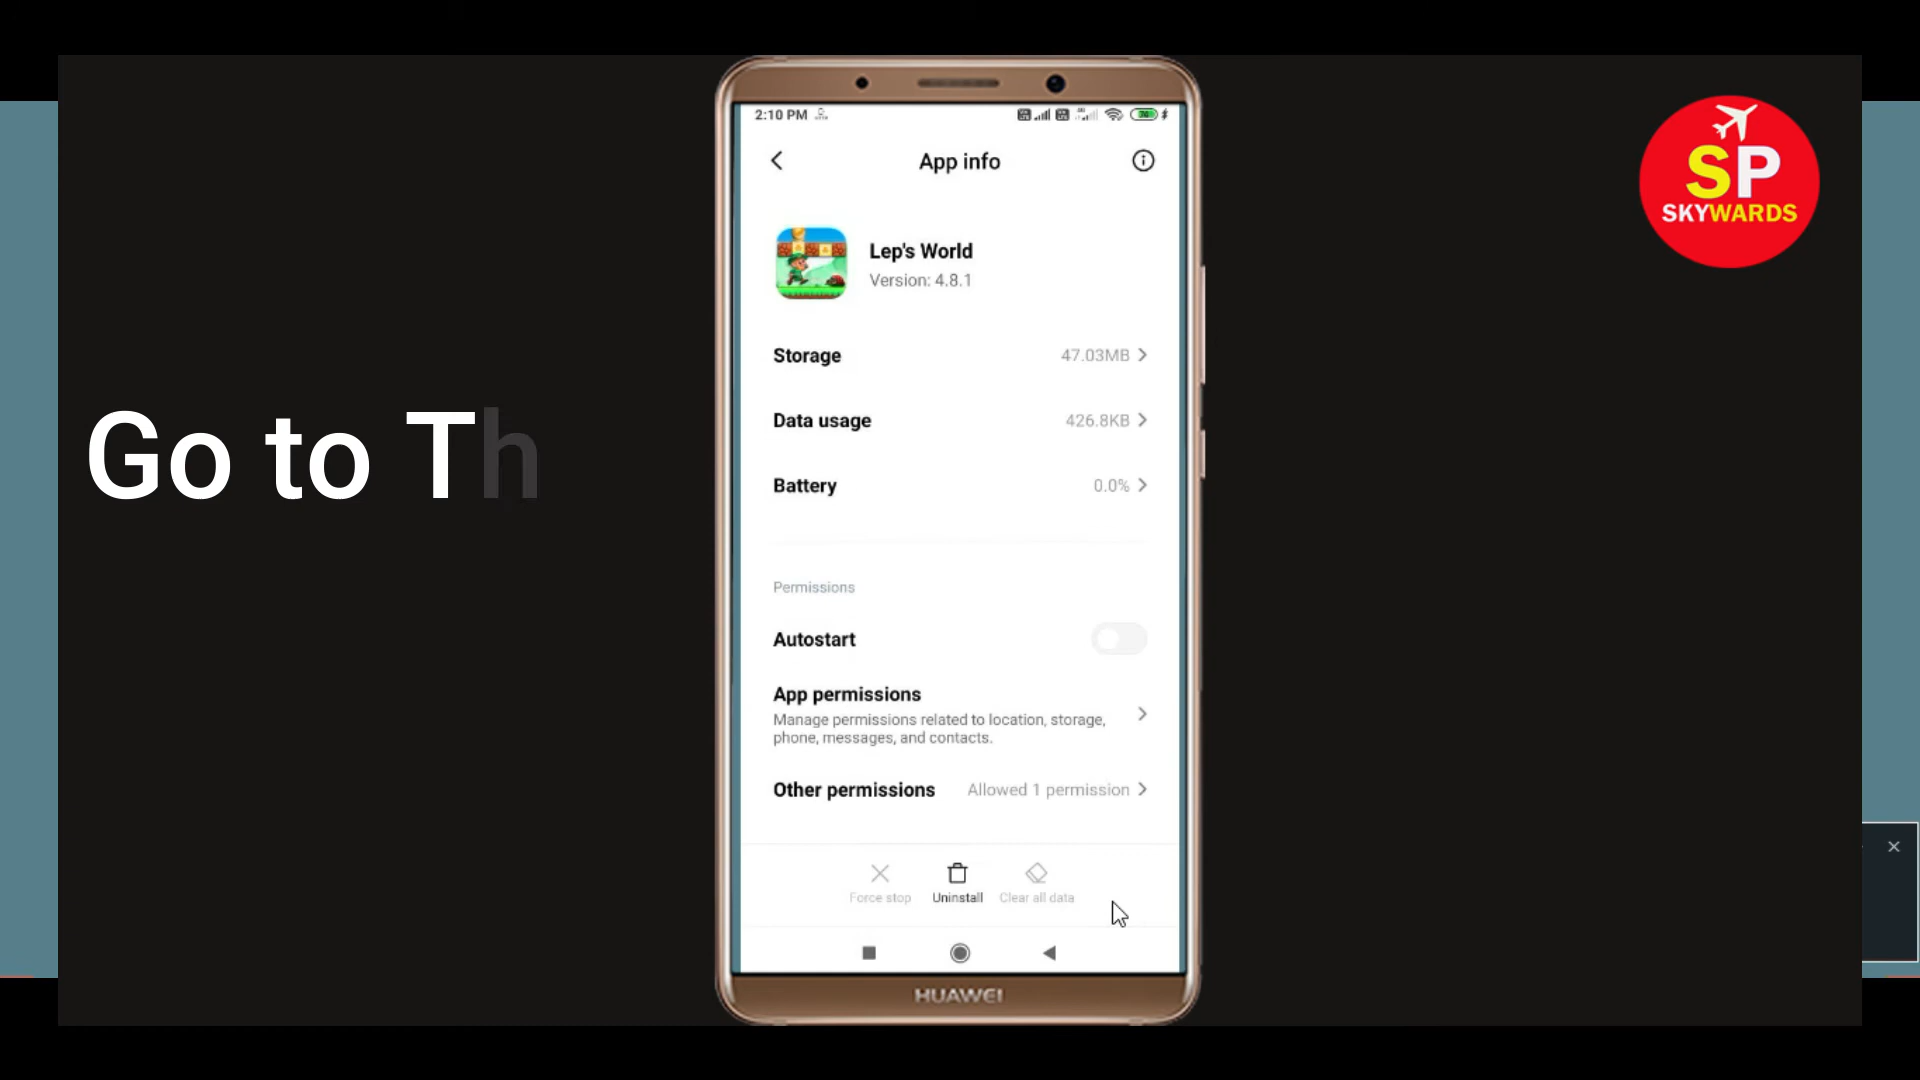 2:10 PM
App info
SP
SKYWARDS
Lep's World
Version: 4.8.1
Storage 47.03MB
Data usage 426.8KB
Go to Th
Battery 0.0%
Permissions
Autostart
App permissions
Manage permissions related to location, storage,
phone, messages, and contacts.
Other permissions Allowed 1 permission
Force stop Uninstall Clear all data
HUAWEI